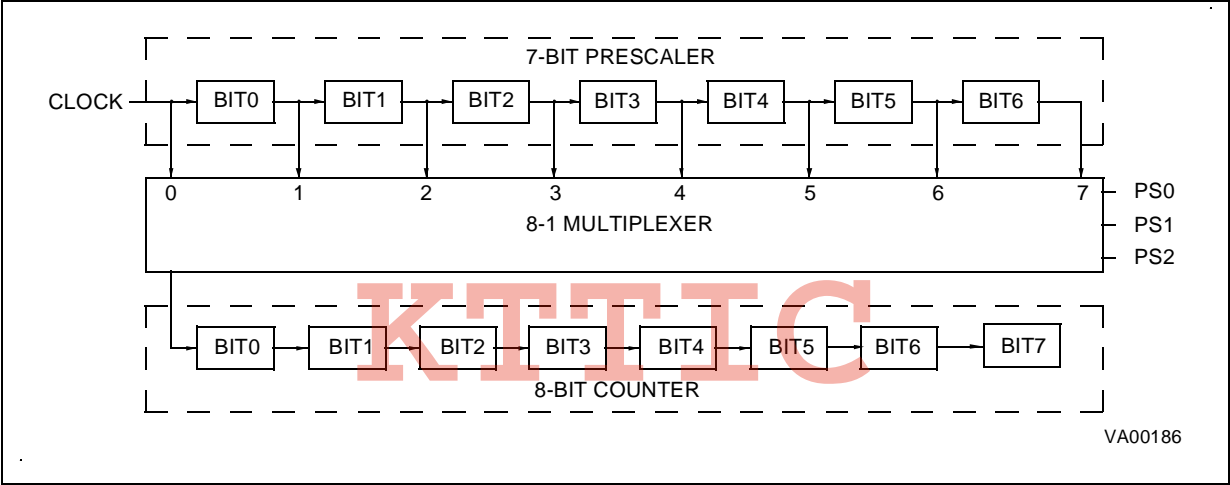 7-BIT PRESCALER
CLOCK BIT0 BIT1 BIT2 BIT3 BIT4 BIT5 BIT6
0 1 2 3 4 5 6 7 PS0
8-1 MULTIPLEXER PS1
PS2
KTTIC
BIT0 BIT1 BIT2 BIT3 BIT4 BIT5 BIT6 BIT7
8-BIT COUNTER
VA00186